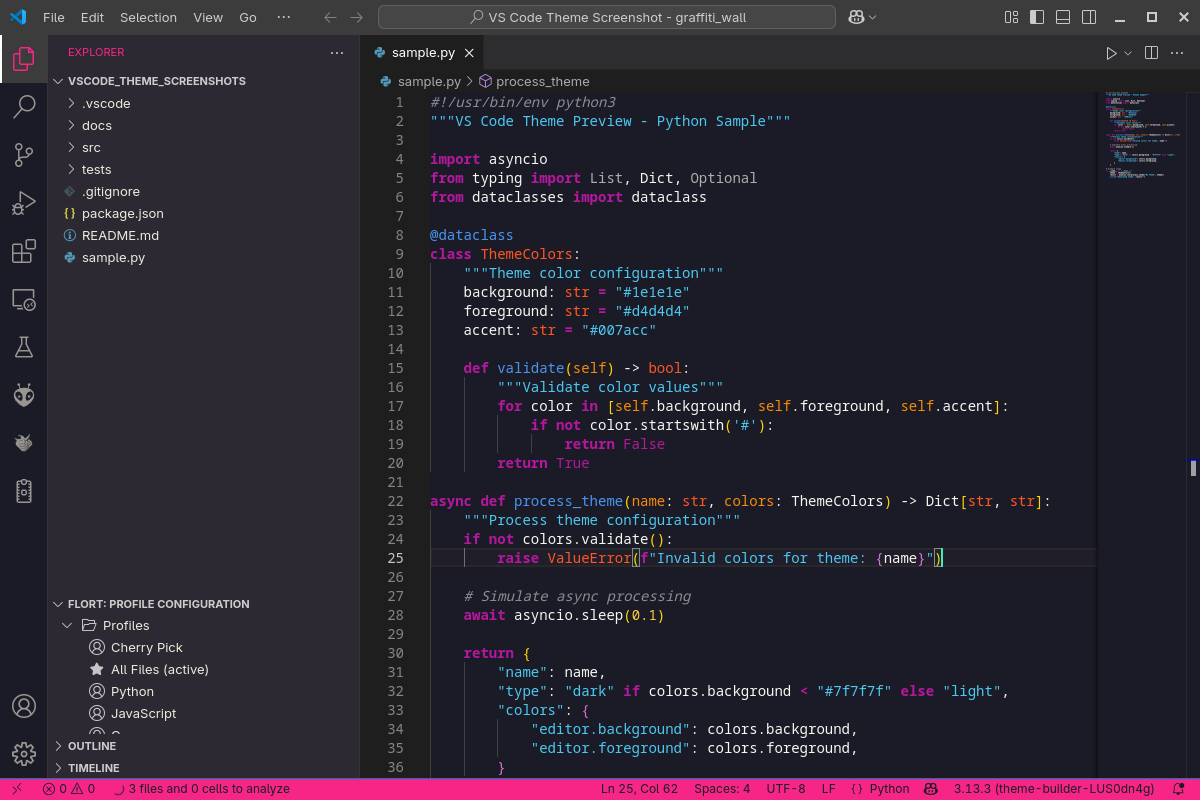 File Edit Selection View Go ···
VS Code Theme Screenshot - graffiti_wall
EXPLORER
VSCODE_THEME_SCREENSHOTS
.vscode
docs
src
tests
.gitignore
package.json
README.md
sample.py
FLORT: PROFILE CONFIGURATION
Profiles
Cherry Pick
All Files (active)
Python
JavaScript
OUTLINE
TIMELINE
sample.py
sample.py > process_theme
1 #!/usr/bin/env python3
2 """VS Code Theme Preview - Python Sample"""
3
4 import asyncio
5 from typing import List, Dict, Optional
6 from dataclasses import dataclass
7
8 @dataclass
9 class ThemeColors:
10     """Theme color configuration"""
11     background: str = "#1e1e1e"
12     foreground: str = "#d4d4d4"
13     accent: str = "#007acc"
14
15     def validate(self) -> bool:
16         """Validate color values"""
17         for color in [self.background, self.foreground, self.accent]:
18             if not color.startswith('#'):
19                 return False
20         return True
21
22 async def process_theme(name: str, colors: ThemeColors) -> Dict[str, str]:
23     """Process theme configuration"""
24     if not colors.validate():
25         raise ValueError(f"Invalid colors for theme: {name}")
26
27     # Simulate async processing
28     await asyncio.sleep(0.1)
29
30     return {
31         "name": name,
32         "type": "dark" if colors.background < "#7f7f7f" else "light",
33         "colors": {
34             "editor.background": colors.background,
35             "editor.foreground": colors.foreground,
36         }
0 0 3 files and 0 cells to analyze Ln 25, Col 62 Spaces: 4 UTF-8 LF {} Python 3.13.3 (theme-builder-LUS0dn4g)